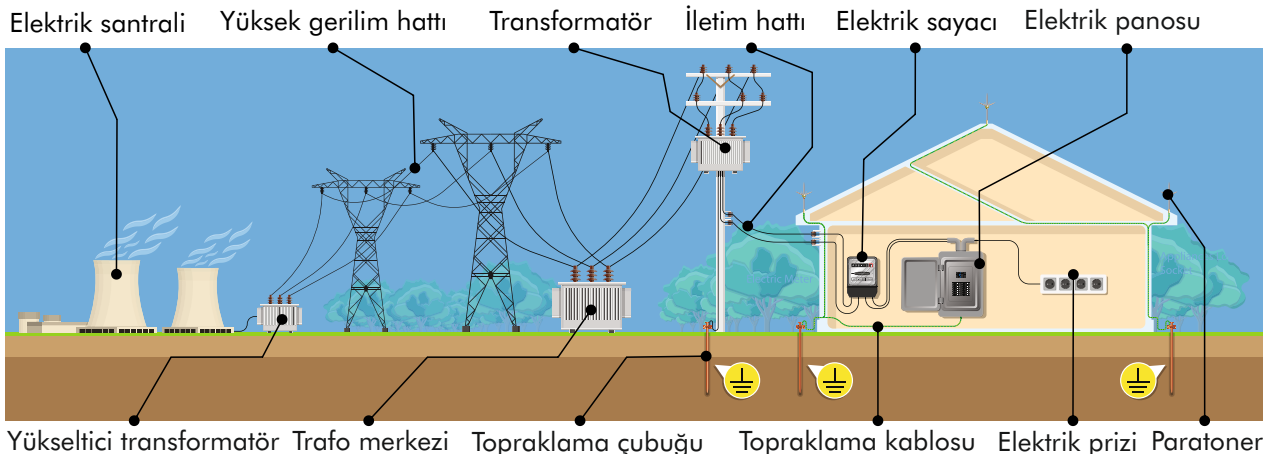 Elektrik santrali
Yüksek gerilim hattı
Transformatör
İletim hattı
Elektrik sayacı
Elektrik panosu
Yükseltici transformatör
Trafo merkezi
Topraklama çubuğu
Topraklama kablosu
Elektrik prizi
Paratoner